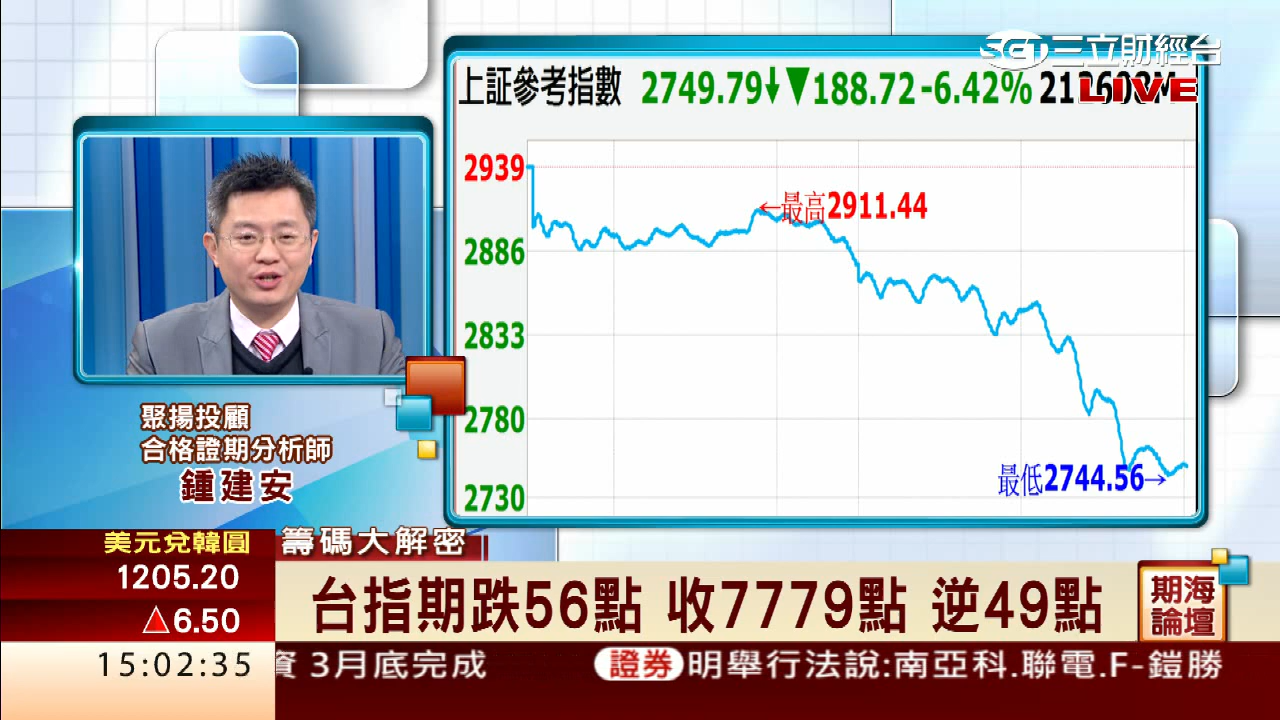 SET 三立財經台
LIVE
上証參考指數 2749.79↓▼188.72-6.42%
2939
2886
2833
2780
2730
←最高2911.44
最低2744.56→
聚揚投顧
合格證期分析師
鍾建安
美元兌韓圓
1205.20
△6.50
籌碼大解密
台指期跌56點 收7779點 逆49點
期海
論壇
15:02:35
資 3月底完成 證券 明舉行法說:南亞科.聯電.F-鎧勝